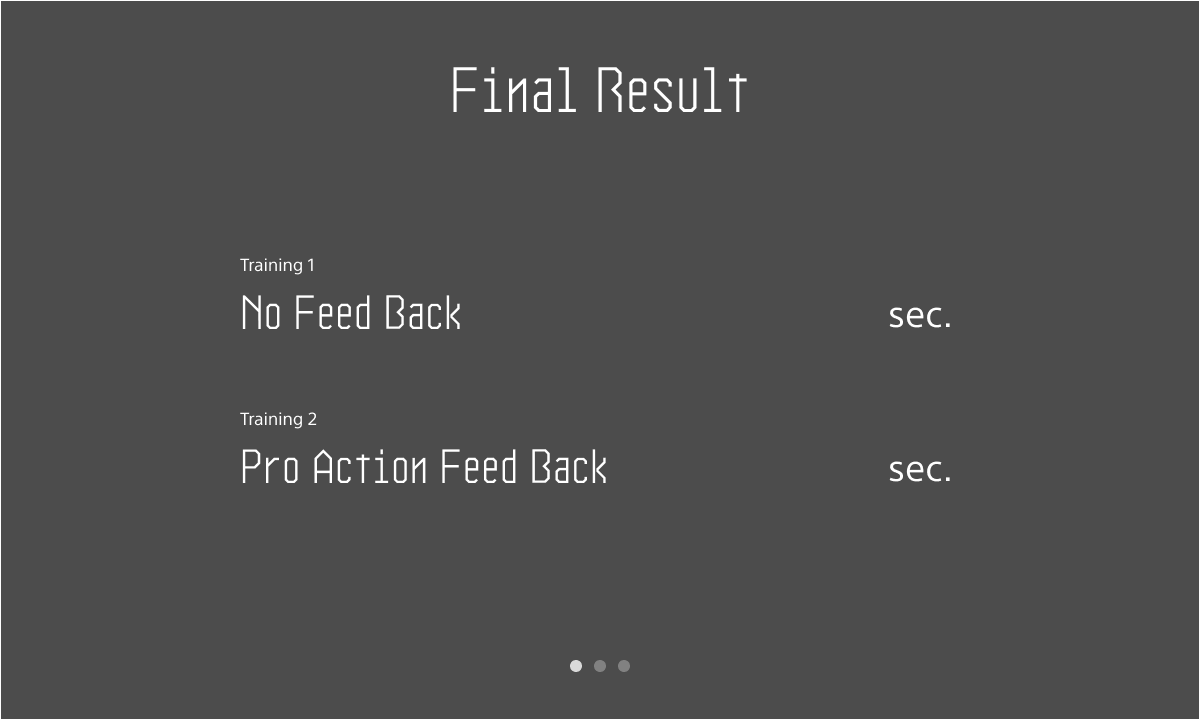 Final Result
Training 1
No Feed Back
sec.
Training 2
Pro Action Feed Back
sec.